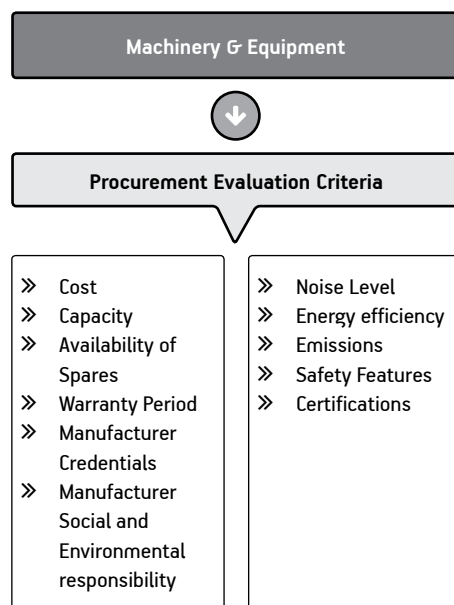 Machinery & Equipment
Procurement Evaluation Criteria
» Cost
» Capacity
» Availability of
Spares
» Warranty Period
» Manufacturer
Credentials
» Manufacturer
Social and
Environmental
responsibility
» Noise Level
» Energy efficiency
» Emissions
» Safety Features
» Certifications